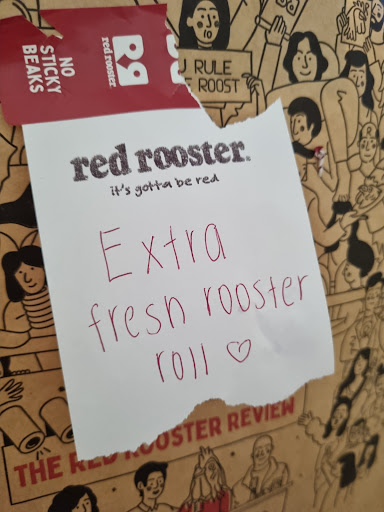 NO
STICKY
BEAKS
red rooster.
U RULE
ROOST
red rooster.
it's gotta be red
Extra
fresh rooster
roll ♡
THE RED ROOSTER REVIEW